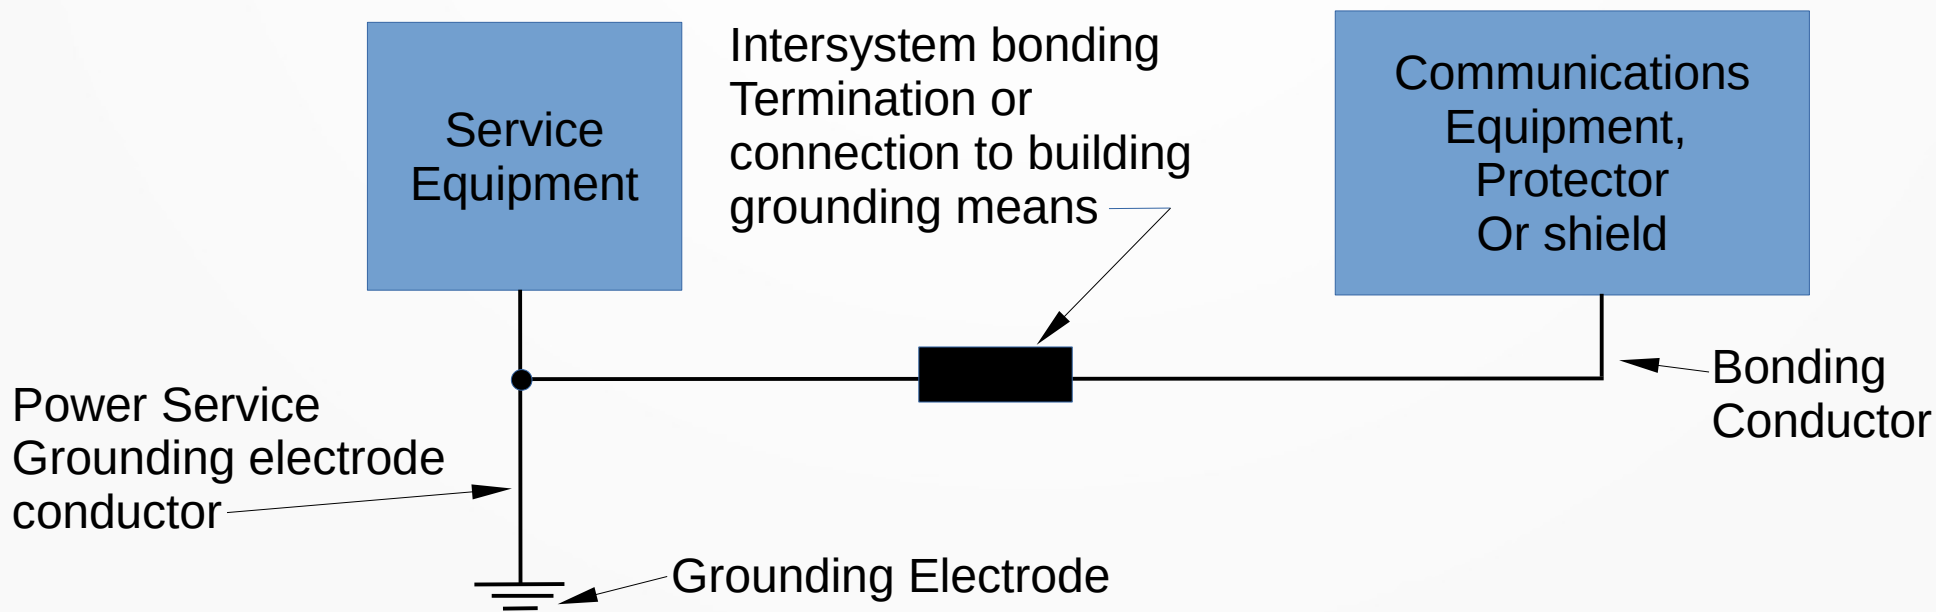 Service
Equipment
Intersystem bonding
Termination or
connection to building
grounding means
Communications
Equipment,
Protector
Or shield
Power Service
Grounding electrode
conductor
Bonding
Conductor
Grounding Electrode